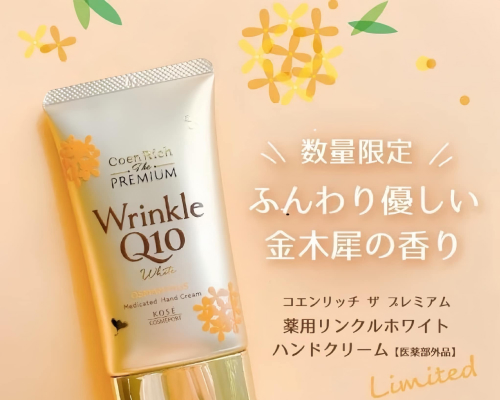 CoenRich
The
PREMIUM
Wrinkle
Q10
White
Medicated Hand Cream
KOSÉ
COSMEPORT
数量限定
ふんわり優しい
金木犀の香り
コエンリッチ ザ プレミアム
薬用リンクルホワイト
ハンドクリーム【医薬部外品】
Limited